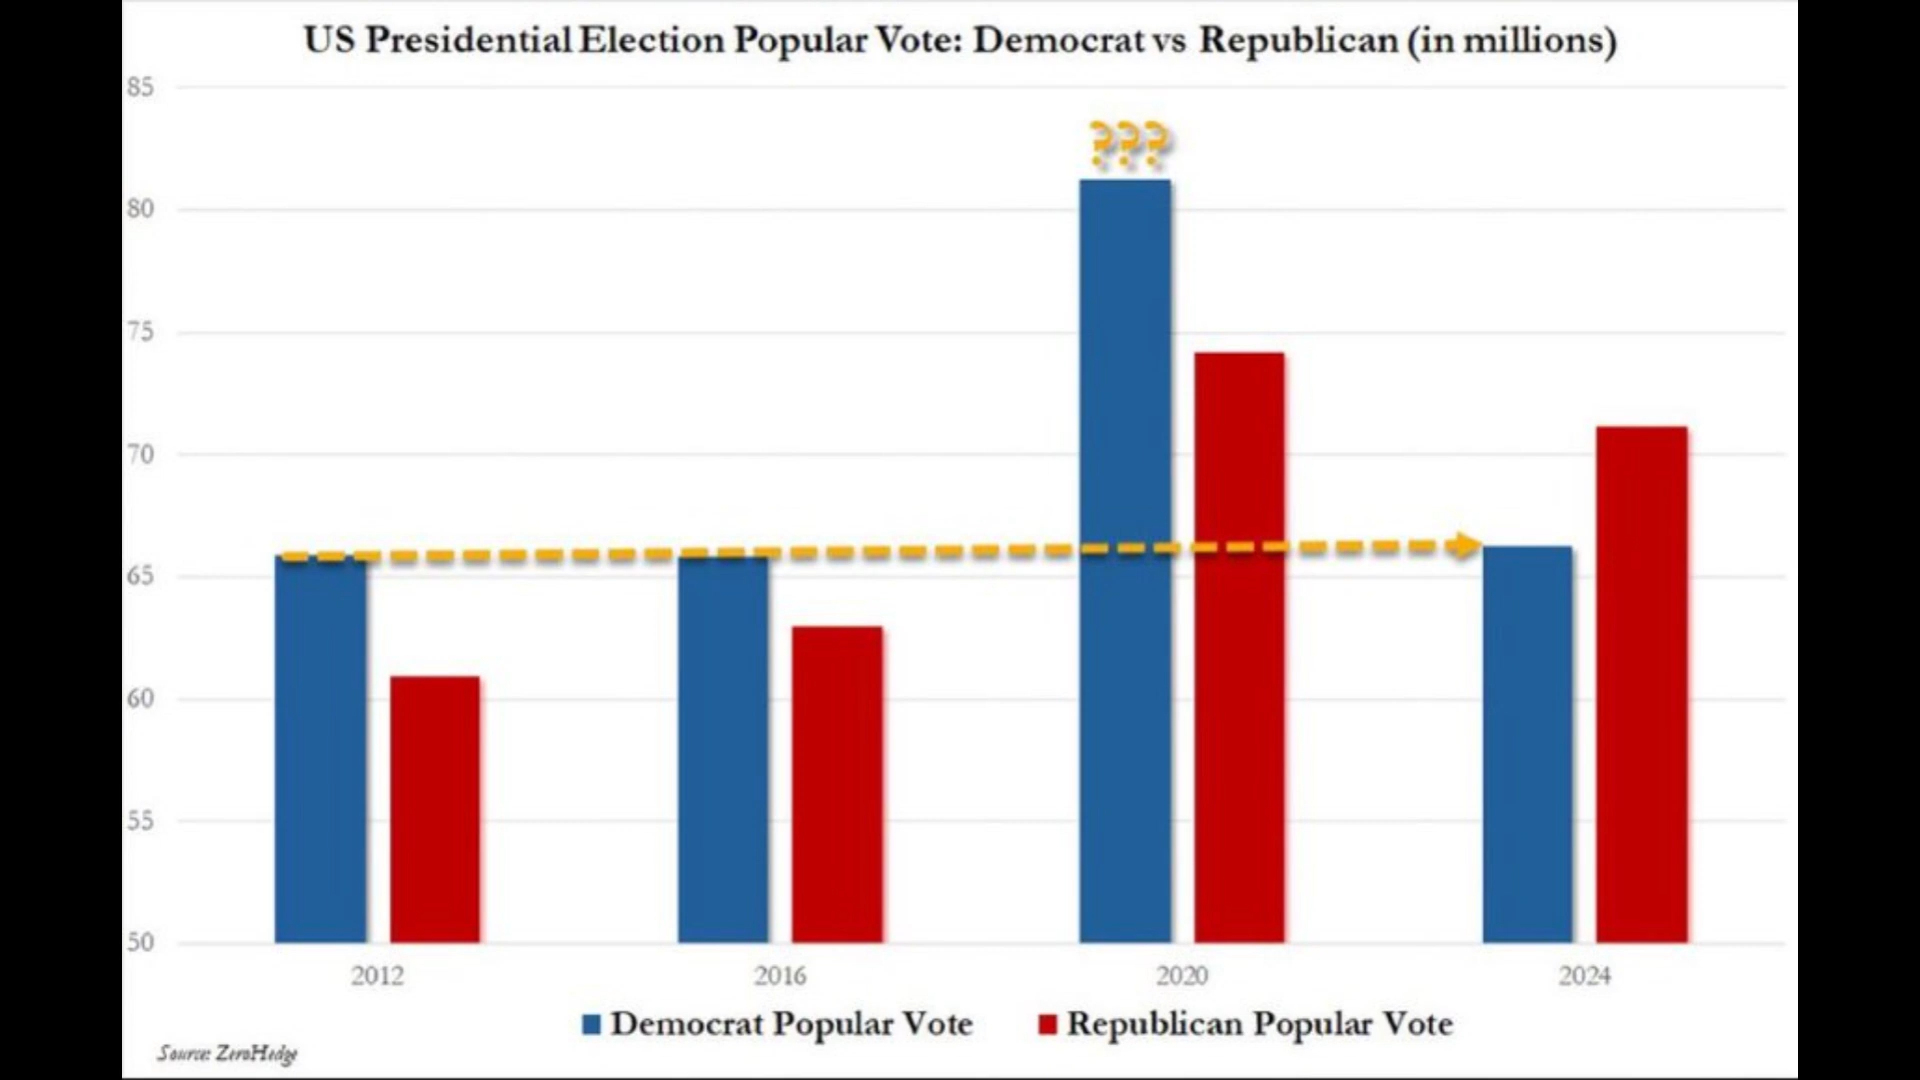 US Presidential Election Popular Vote: Democrat vs Republican (in millions)
85
???
80
75
70
65
60
55
50
2012 2016 2020 2024
Democrat Popular Vote Republican Popular Vote
Source: ZeroHedge